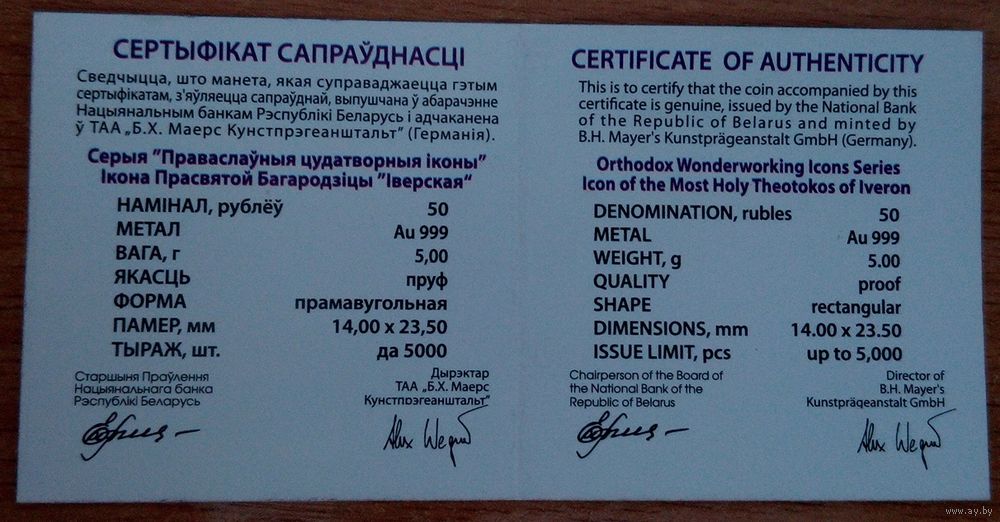 СЕРТЫФІКАТ САПРАЎДНАСЦІ
Сведчыцца, што манета, якая суправаджаецца гэтым
сертыфікатам, з'яўляецца сапраўднай, выпушчана ў абарачэнне
Нацыянальным банкам Рэспублікі Беларусь і адчаканена
ў ТАА „Б.Х. Маерс Кунстпрэгеанштальт" (Германія).
Серыя "Праваслаўныя цудатворныя іконы"
Ікона Прасвятой Багародзіцы "Іверская“
НАМІНАЛ, рублёў 50
МЕТАЛ Au 999
ВАГА, г 5,00
ЯКАСЦЬ пруф
ФОРМА прамавугольная
ПАМЕР, мм 14,00 x 23,50
ТЫРАЖ, шт. да 5000
Старшыня Праўлення
Нацыянальнага банка
Рэспублікі Беларусь
Дырэктар
ТАА „Б.Х. Маерс
Кунстпрэгеанштальт"
Alex Wegner
CERTIFICATE OF AUTHENTICITY
This is to certify that the coin accompanied by this
certificate is genuine, issued by the National Bank
of the Republic of Belarus and minted by
B.H. Mayer's Kunstprägeanstalt GmbH (Germany).
Orthodox Wonderworking Icons Series
Icon of the Most Holy Theotokos of Iveron
DENOMINATION, rubles 50
METAL Au 999
WEIGHT, g 5.00
QUALITY proof
SHAPE rectangular
DIMENSIONS, mm 14.00 x 23.50
ISSUE LIMIT, pcs up to 5,000
Chairperson of the Board of
the National Bank of the
Republic of Belarus
Director of
B.H. Mayer's
Kunstprägeanstalt GmbH
www.ay.by